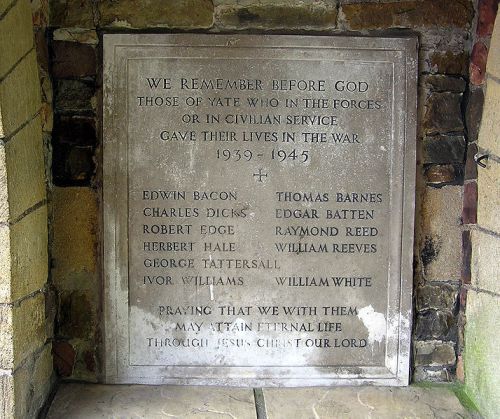 WE REMEMBER BEFORE GOD
THOSE OF YATE WHO IN THE FORCES
OR IN CIVILIAN SERVICE
GAVE THEIR LIVES IN THE WAR
1939 - 1945
EDWIN BACON THOMAS BARNES
CHARLES DICKS EDGAR BATTEN
ROBERT EDGE RAYMOND REED
HERBERT HALE WILLIAM REEVES
GEORGE TATTERSALL
IVOR WILLIAMS WILLIAM WHITE
PRAYING THAT WE WITH THEM
MAY ATTAIN ETERNAL LIFE
THROUGH JESUS CHRIST OUR LORD